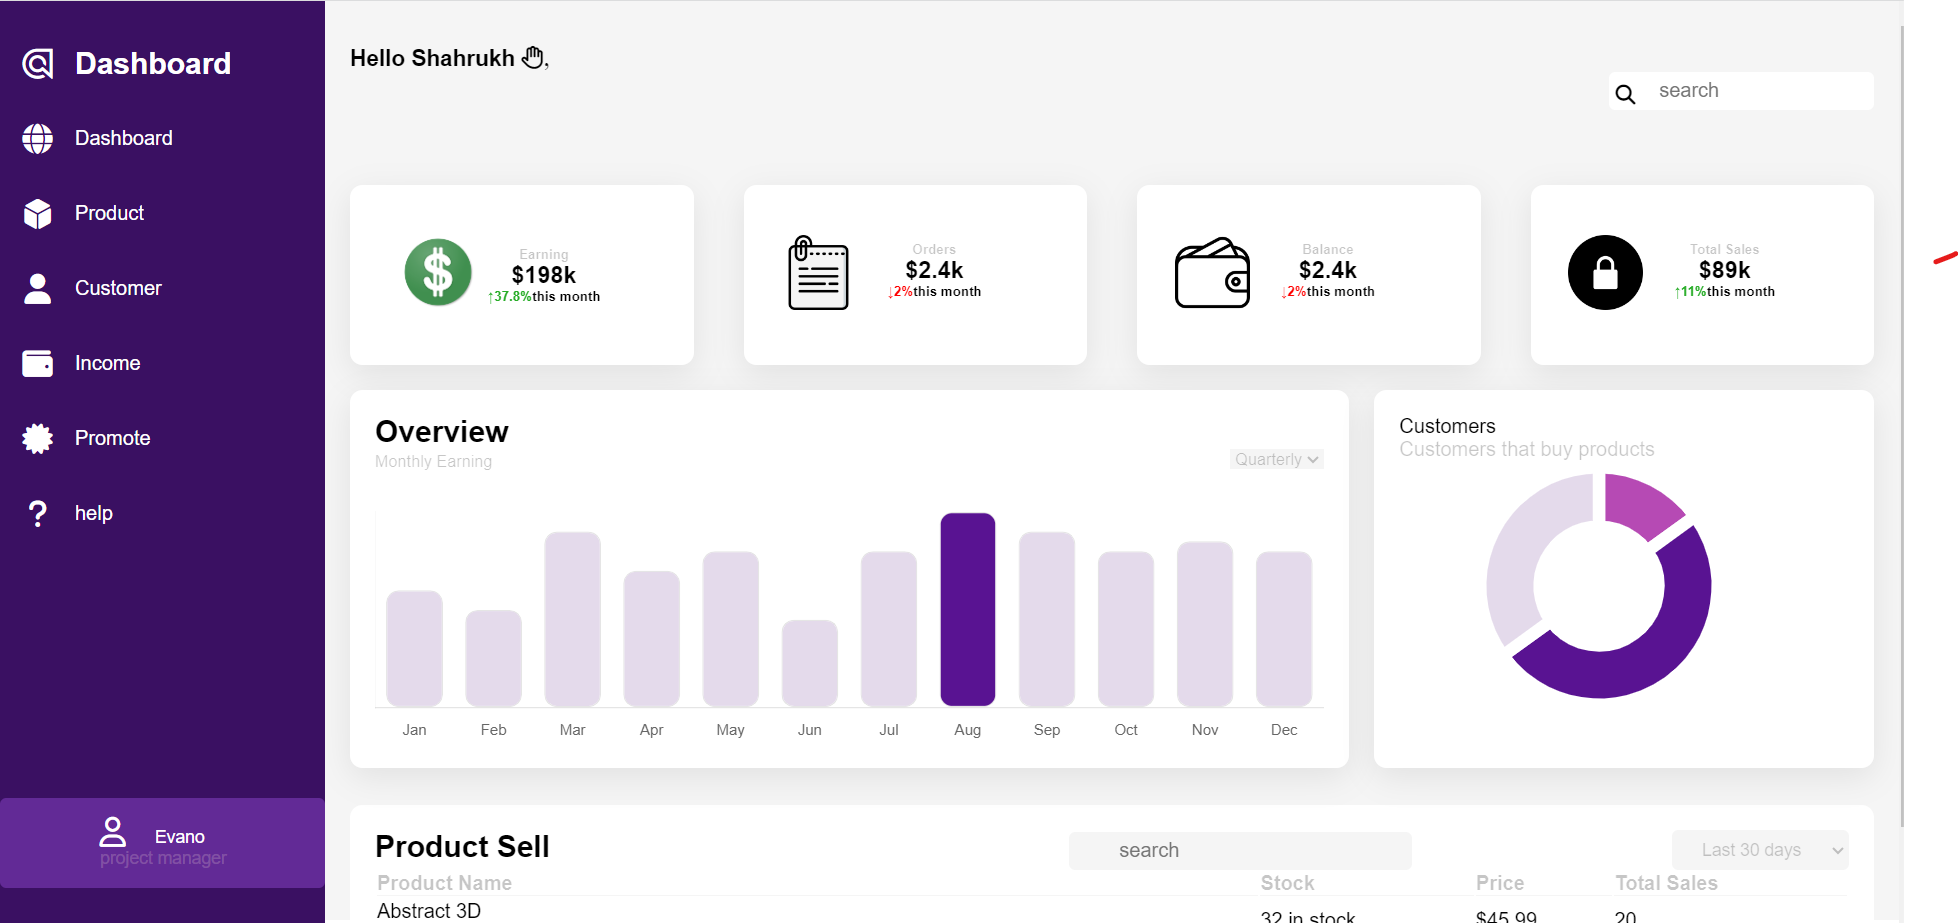 Dashboard
Dashboard
Product
Customer
Income
Promote
help
Evano
project manager
Hello Shahrukh ,
search
Earning
$198k
↑37.8%this month
Orders
$2.4k
↓2%this month
Balance
$2.4k
↓2%this month
Total Sales
$89k
↑11%this month
Overview
Monthly Earning
Quarterly
Jan Feb Mar Apr May Jun Jul Aug Sep Oct Nov Dec
Customers
Customers that buy products
Product Sell
search
Last 30 days
Product Name Stock Price Total Sales
Abstract 3D
32 in stock $45.99 20